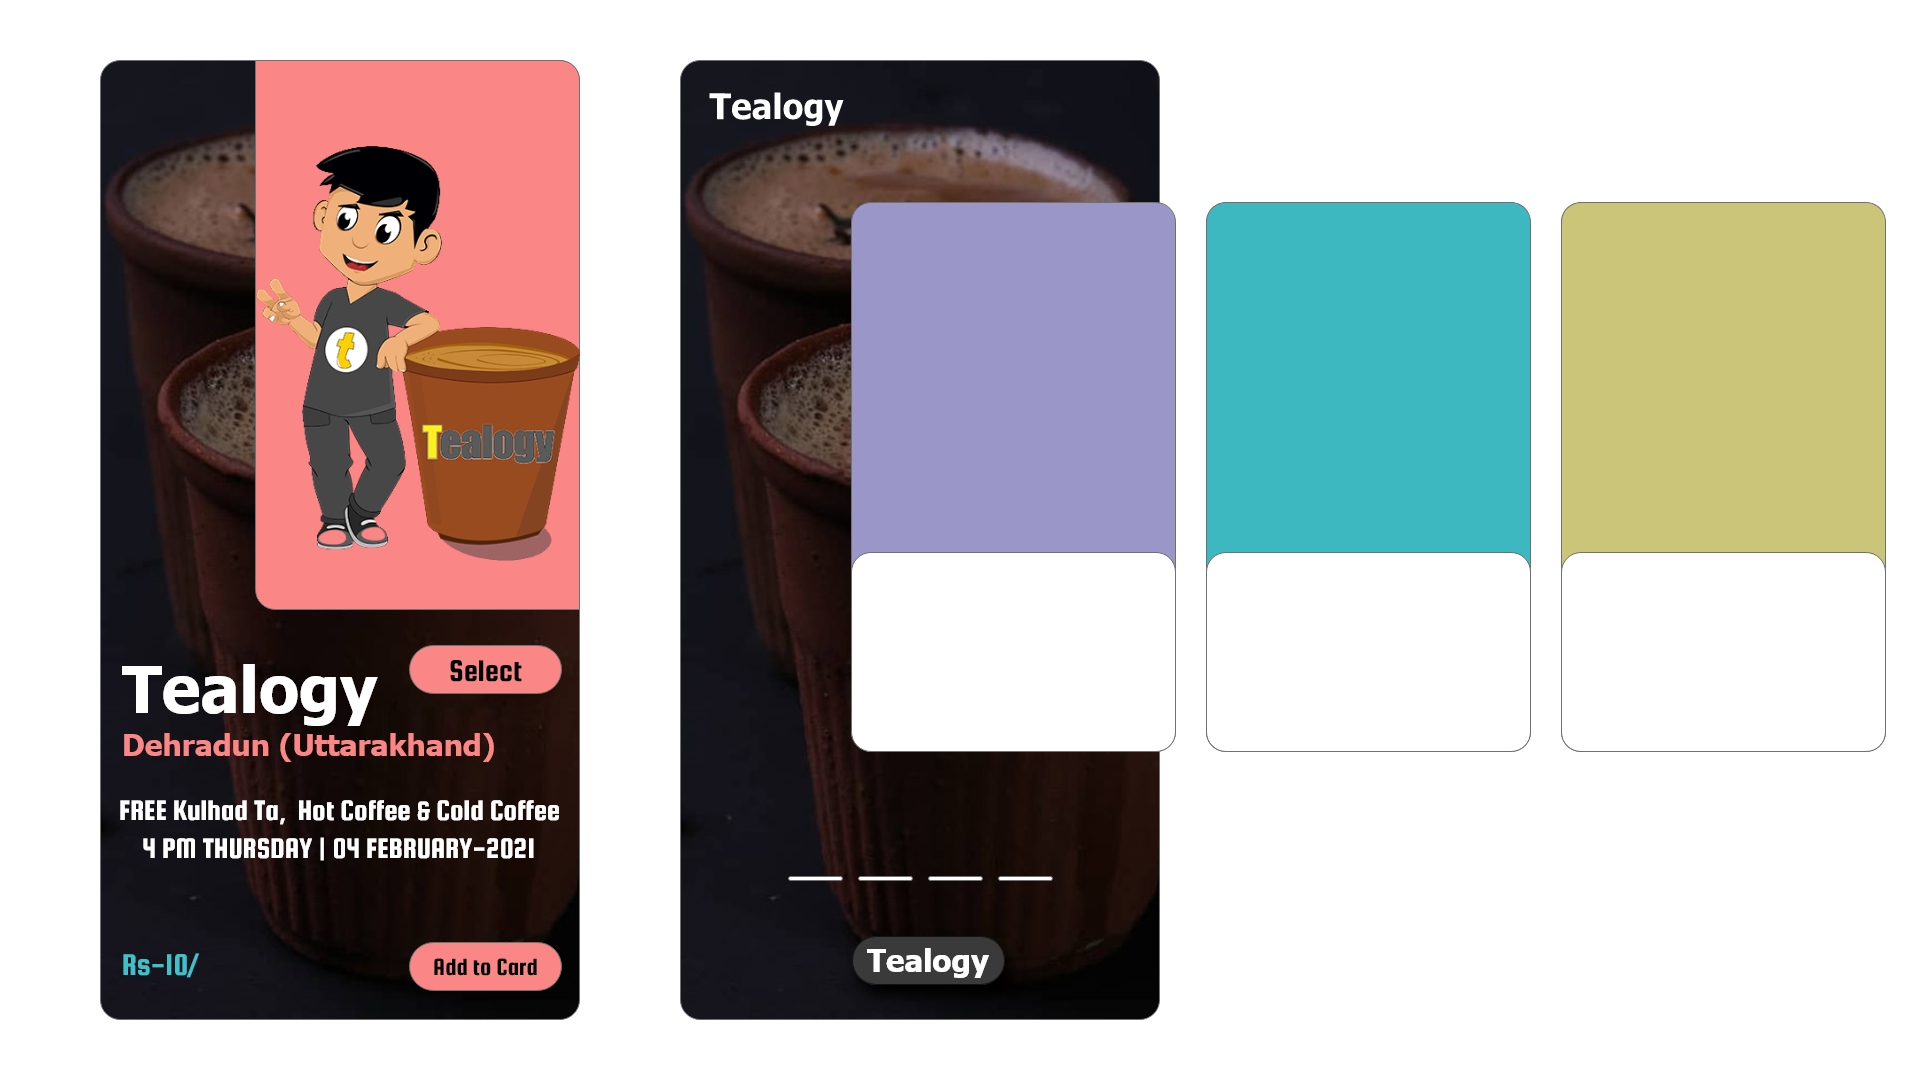 t
Tealogy
Select
Tealogy
Dehradun (Uttarakhand)
FREE Kulhad Ta, Hot Coffee & Cold Coffee
4 PM THURSDAY | 04 FEBRUARY-2021
Rs-10/
Add to Card
Tealogy
Tealogy